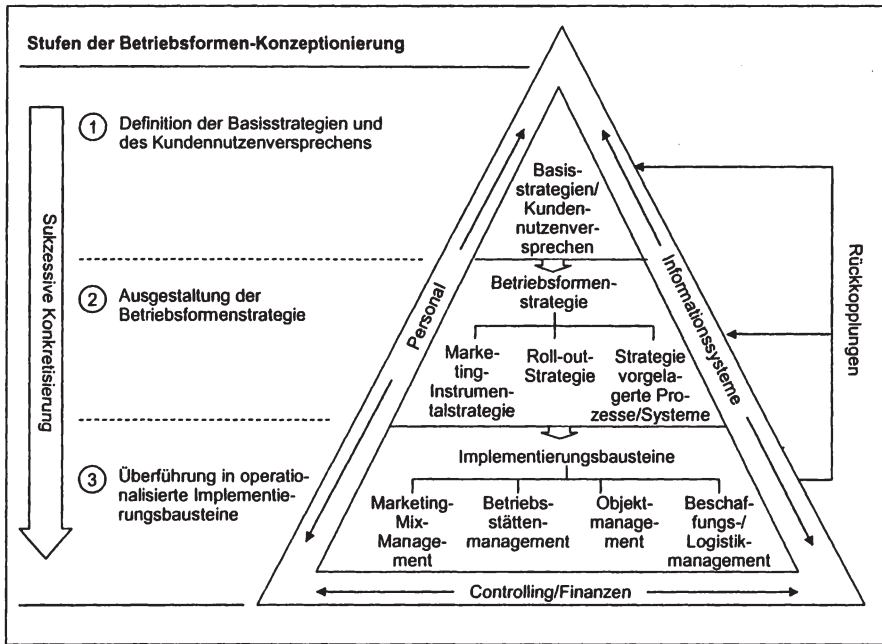 Stufen der Betriebsformen-Konzeptionierung
Sukzessive Konkretisierung
1 Definition der Basisstrategien und
des Kundennutzenversprechens
2 Ausgestaltung der
Betriebsformenstrategie
3 Überführung in operatio-
nalisierte Implementie-
rungsbausteine
Personal
Basis-
strategien/
Kunden-
nutzenver-
sprechen
Betriebsformen-
strategie
Marke-
ting-
Instrumen-
talstrategie
Roll-out-
Strategie
Strategie
vorgela-
gerte Pro-
zesse/Systeme
Implementierungsbausteine
Marketing-
Mix-
Manage-
ment
Betriebs-
stätten-
management
Objekt-
manage-
ment
Beschaf-
fungs-/
Logistik-
management
Controlling/Finanzen
Informationssysteme
Rückkopplungen